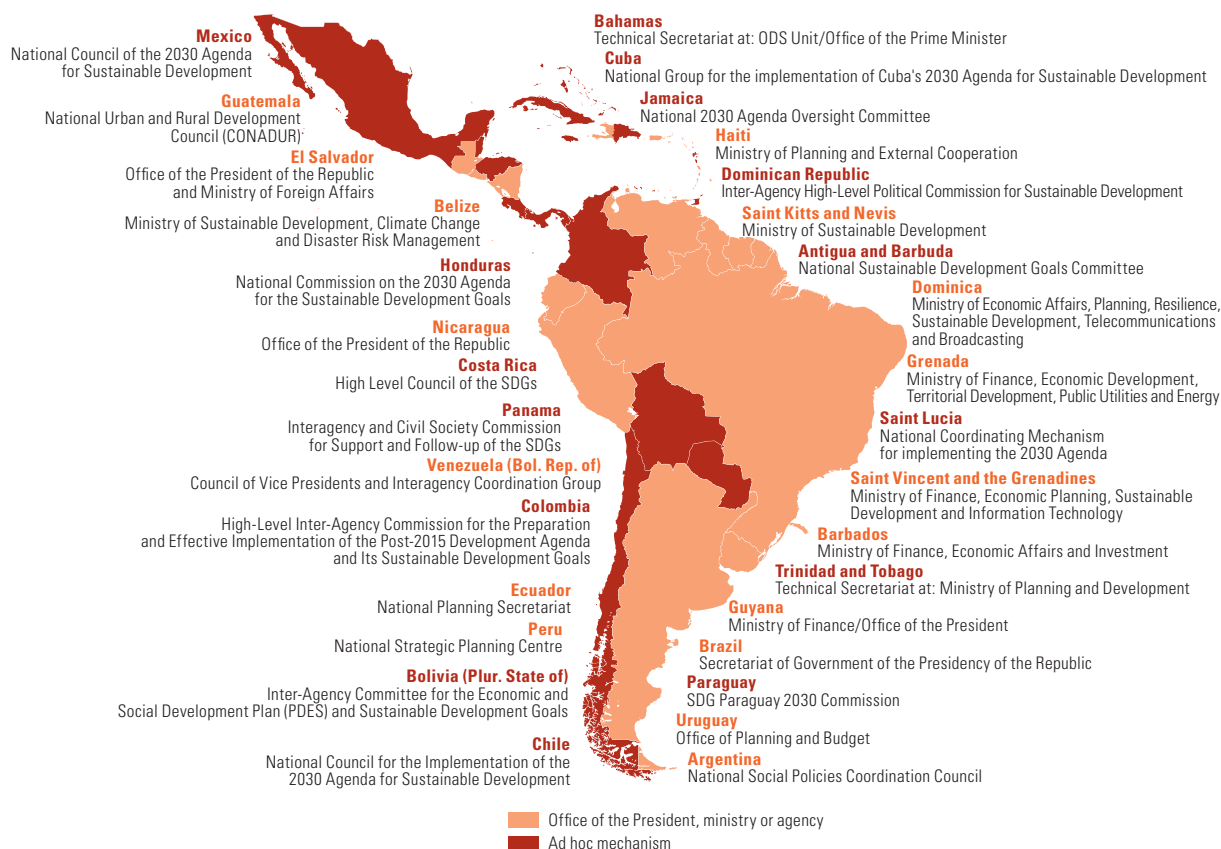 Mexico
National Council of the 2030 Agenda
for Sustainable Development
Guatemala
National Urban and Rural Development
Council (CONADUR)
El Salvador
Office of the President of the Republic
and Ministry of Foreign Affairs
Belize
Ministry of Sustainable Development, Climate Change
and Disaster Risk Management
Honduras
National Commission on the 2030 Agenda
for the Sustainable Development Goals
Nicaragua
Office of the President of the Republic
Costa Rica
High Level Council of the SDGs
Panama
Interagency and Civil Society Commission
for Support and Follow-up of the SDGs
Venezuela (Bol. Rep. of)
Council of Vice Presidents and Interagency Coordination Group
Colombia
High-Level Inter-Agency Commission for the Preparation
and Effective Implementation of the Post-2015 Development Agenda
and Its Sustainable Development Goals
Ecuador
National Planning Secretariat
Peru
National Strategic Planning Centre
Bolivia (Plur. State of)
Inter-Agency Committee for the Economic and
Social Development Plan (PDES) and Sustainable Development Goals
Chile
National Council for the Implementation of the
2030 Agenda for Sustainable Development
Bahamas
Technical Secretariat at: ODS Unit/Office of the Prime Minister
Cuba
National Group for the implementation of Cuba's 2030 Agenda for Sustainable Development
Jamaica
National 2030 Agenda Oversight Committee
Haiti
Ministry of Planning and External Cooperation
Dominican Republic
Inter-Agency High-Level Political Commission for Sustainable Development
Saint Kitts and Nevis
Ministry of Sustainable Development
Antigua and Barbuda
National Sustainable Development Goals Committee
Dominica
Ministry of Economic Affairs, Planning, Resilience,
Sustainable Development, Telecommunications
and Broadcasting
Grenada
Ministry of Finance, Economic Development,
Territorial Development, Public Utilities and Energy
Saint Lucia
National Coordinating Mechanism
for implementing the 2030 Agenda
Saint Vincent and the Grenadines
Ministry of Finance, Economic Planning, Sustainable
Development and Information Technology
Barbados
Ministry of Finance, Economic Affairs and Investment
Trinidad and Tobago
Technical Secretariat at: Ministry of Planning and Development
Guyana
Ministry of Finance/Office of the President
Brazil
Secretariat of Government of the Presidency of the Republic
Paraguay
SDG Paraguay 2030 Commission
Uruguay
Office of Planning and Budget
Argentina
National Social Policies Coordination Council
Office of the President, ministry or agency
Ad hoc mechanism